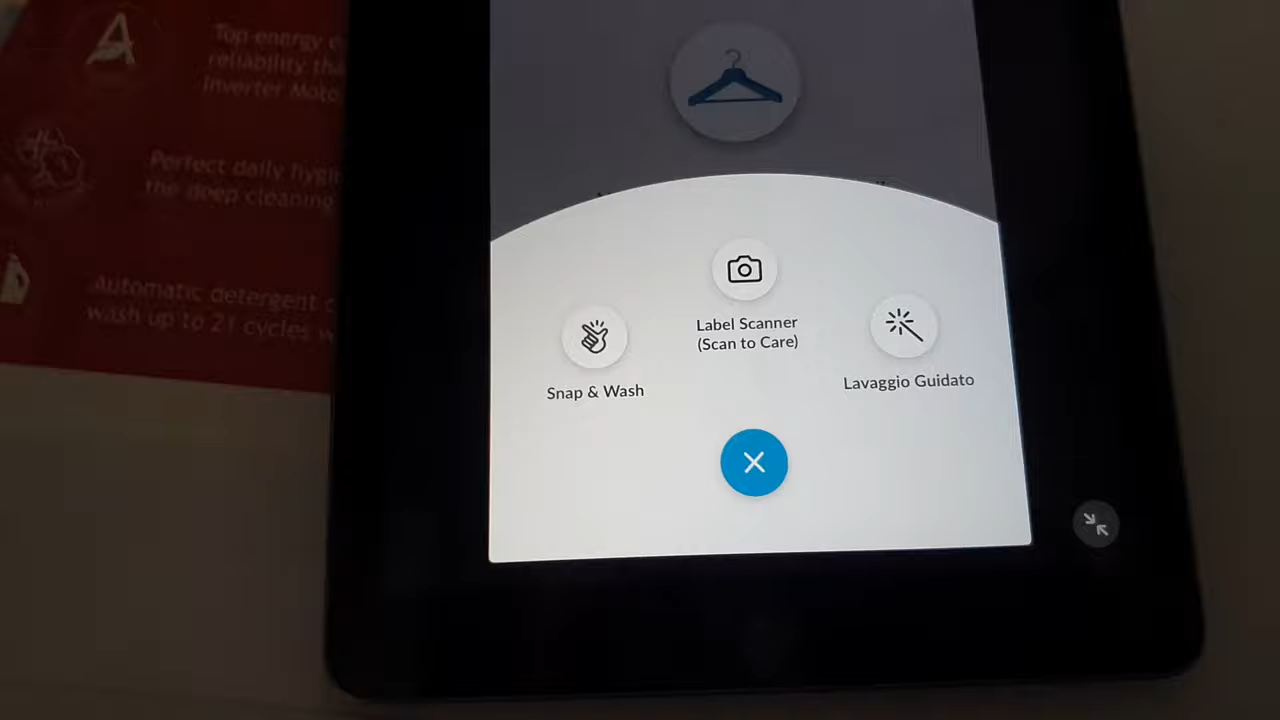 Top energy e
reliability tha
Inverter Moto
Perfect daily hygi
the deep cleaning
Automatic detergent c
wash up to 21 cycles w
Label Scanner
(Scan to Care)
Snap & Wash
Lavaggio Guidato